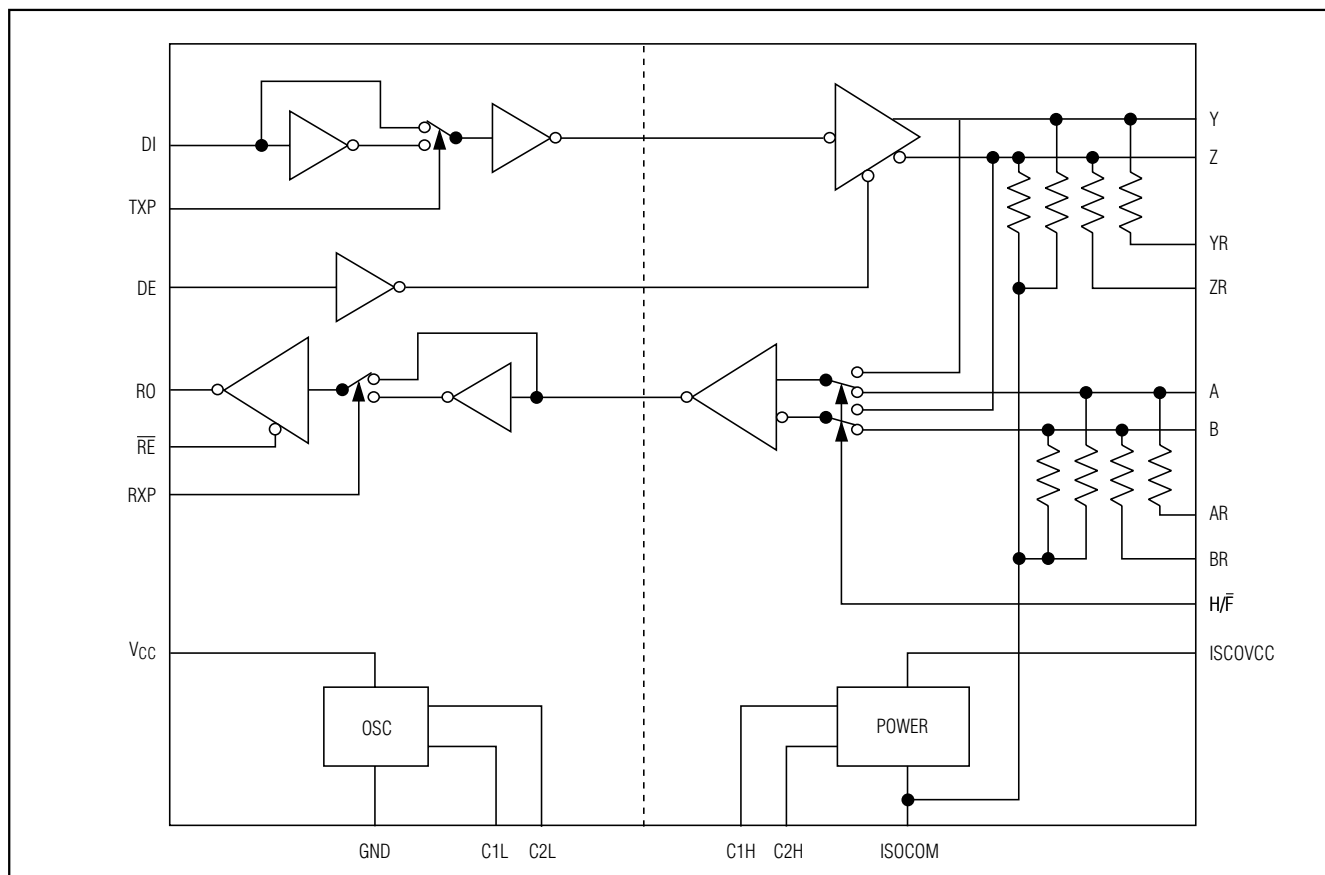 DI
TXP
DE
RO
R̅E̅
RXP
VCC
Y
Z
YR
ZR
A
B
AR
BR
H/F̅
ISCOVCC
OSC
POWER
GND C1L C2L C1H C2H ISOCOM